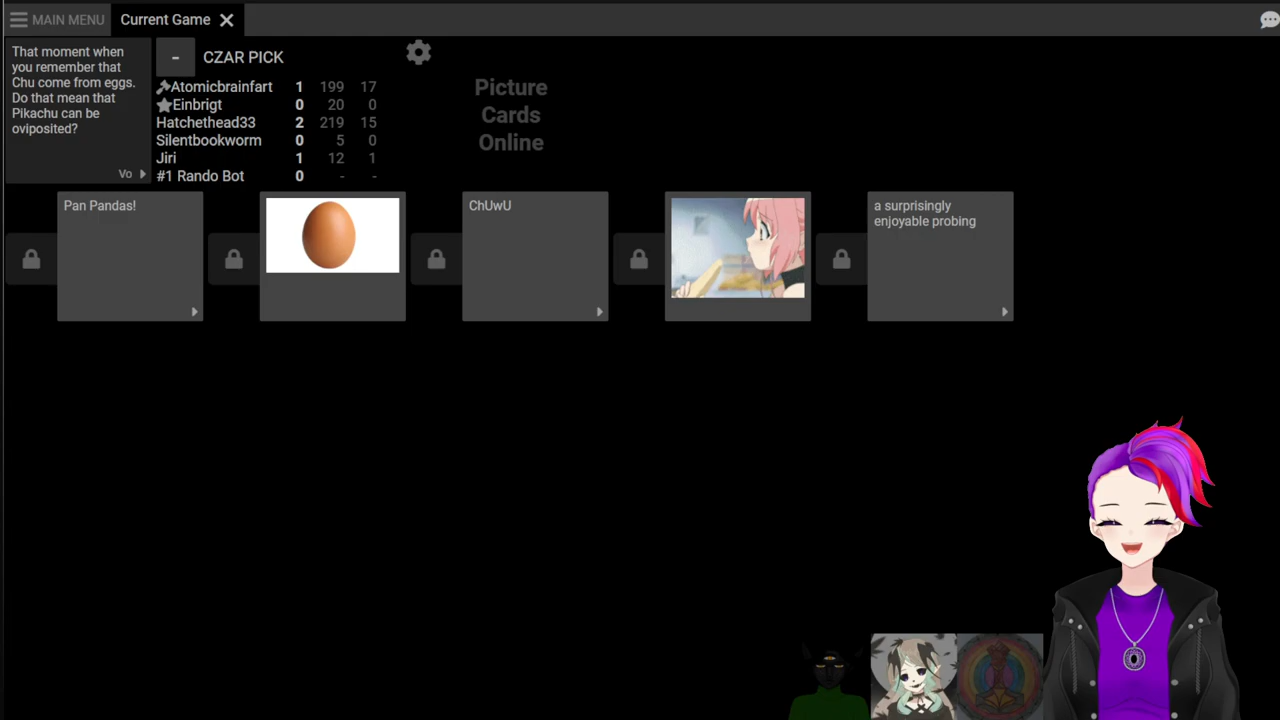 MAIN MENU
Current Game
That moment when
you remember that
Chu come from eggs.
Do that mean that
Pikachu can be
oviposited?
Vo
-
CZAR PICK
Atomicbrainfart 1 199 17
Einbrigt 0 20 0
Hatchethead33 2 219 15
Silentbookworm 0 5 0
Jiri 1 12 1
#1 Rando Bot 0 - -
Picture
Cards
Online
Pan Pandas!
ChUwU
a surprisingly
enjoyable probing